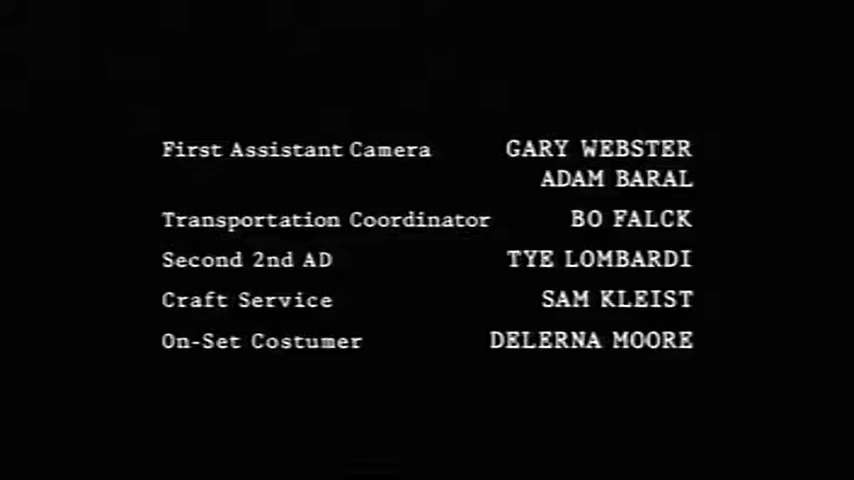 First Assistant Camera GARY WEBSTER
ADAM BARAL
Transportation Coordinator BO FALCK
Second 2nd AD TYE LOMBARDI
Craft Service SAM KLEIST
On-Set Costumer DELERNA MOORE